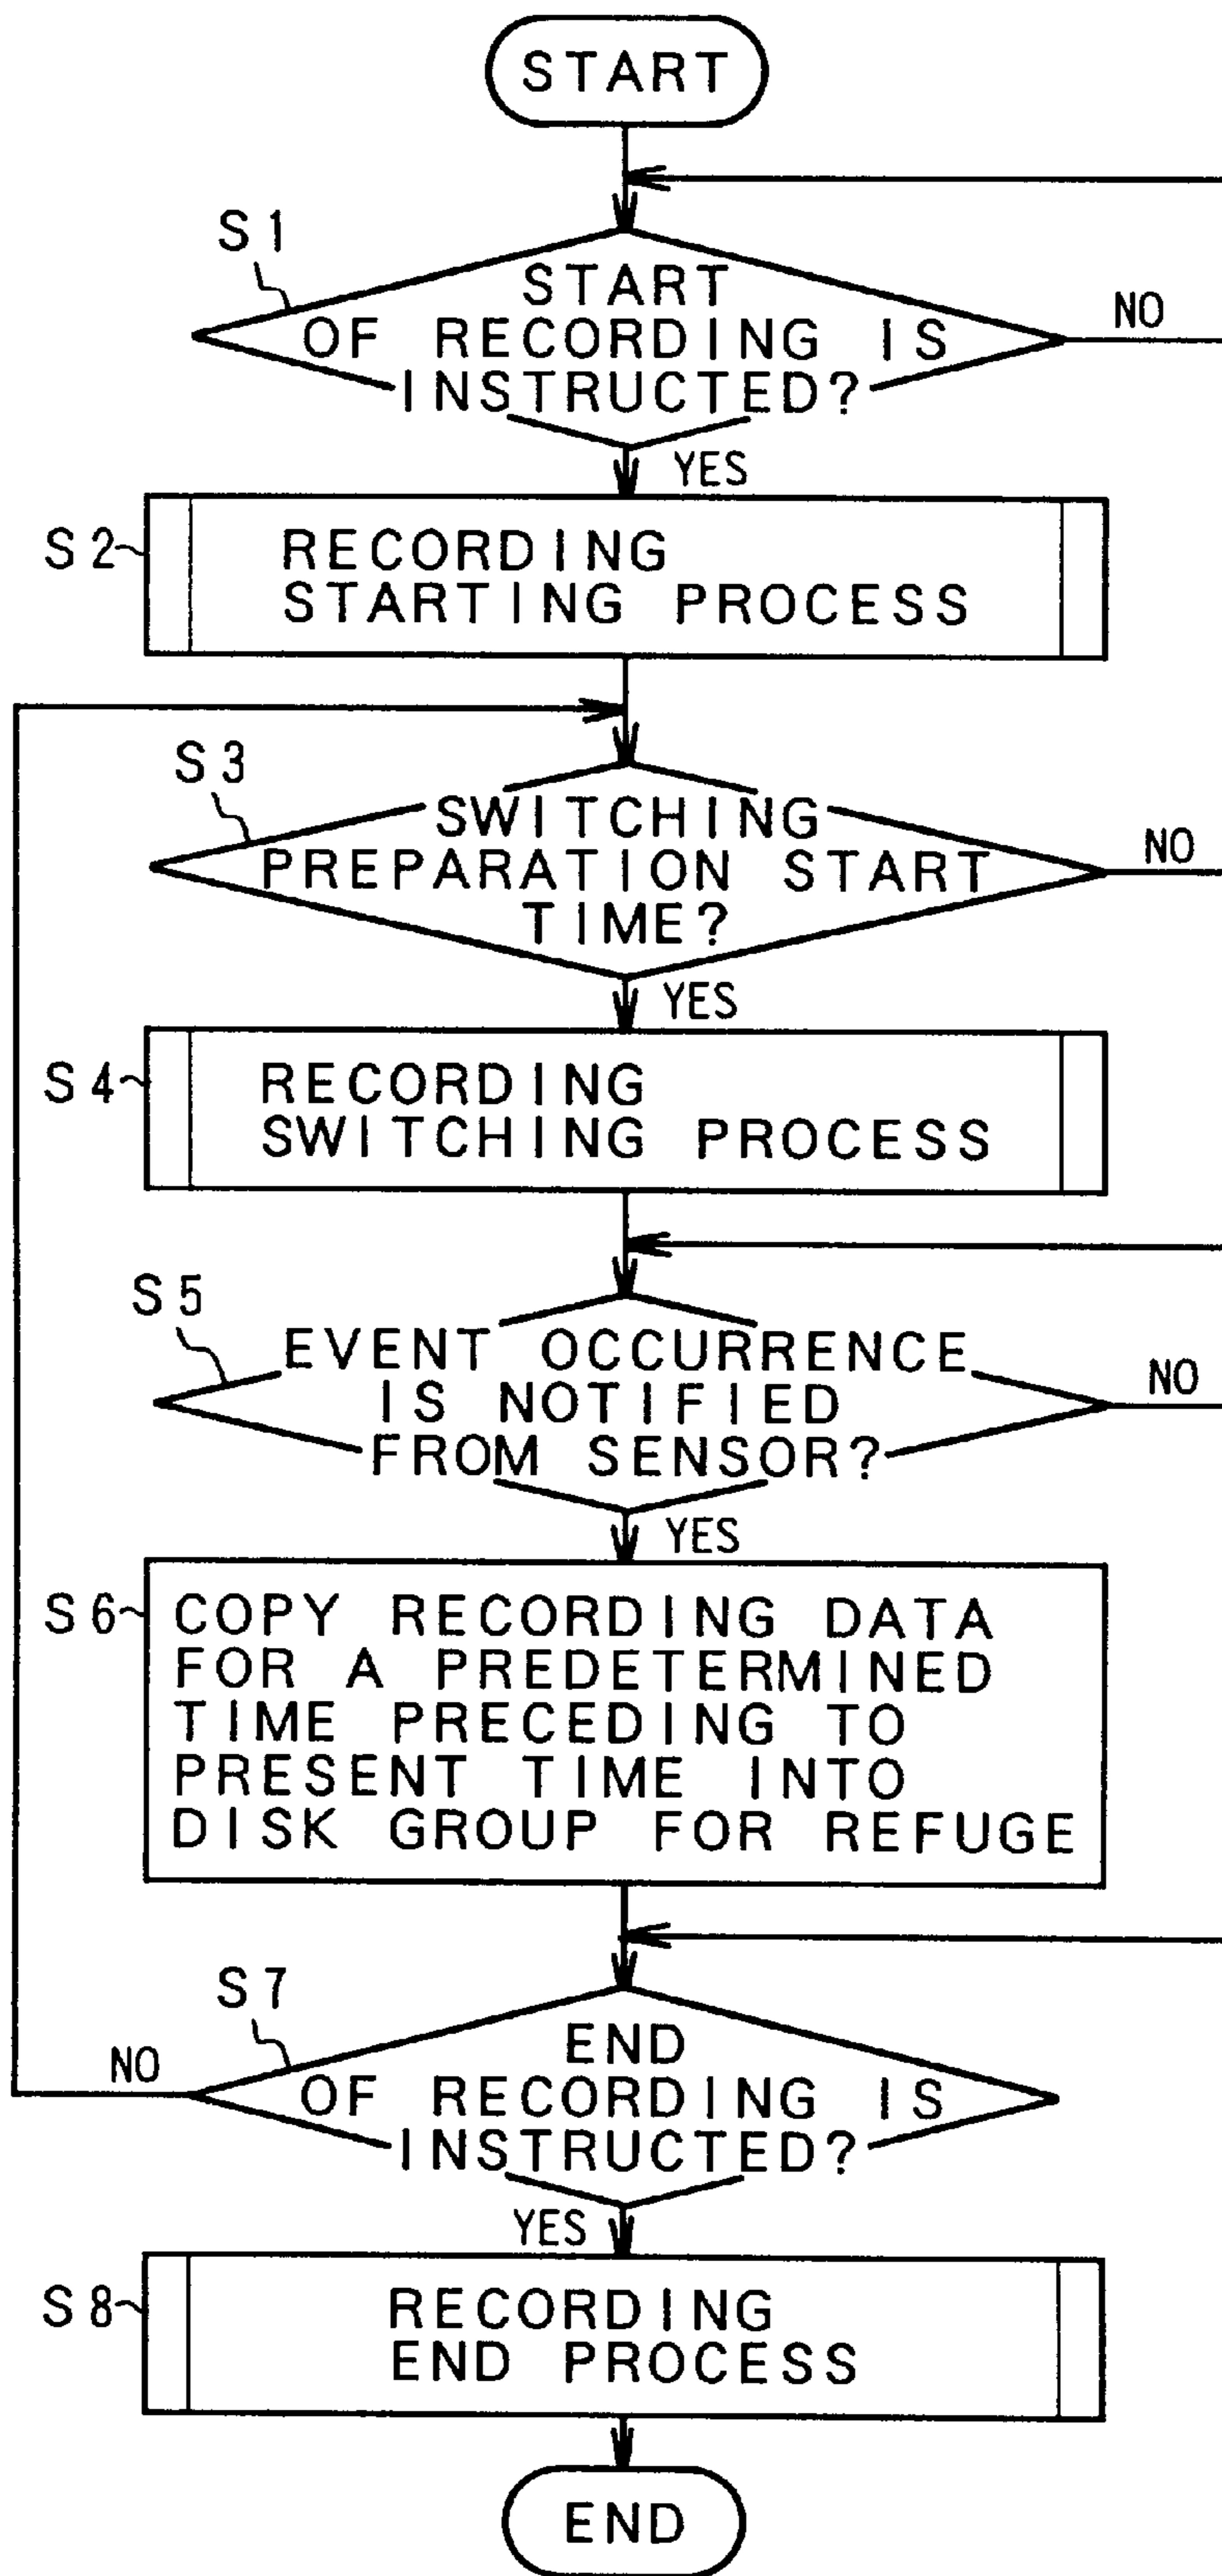 START
S1
START
OF RECORDING IS
INSTRUCTED?
NO
YES
S2
RECORDING
STARTING PROCESS
S3
SWITCHING
PREPARATION START
TIME?
NO
YES
S4
RECORDING
SWITCHING PROCESS
S5
EVENT OCCURRENCE
IS NOTIFIED
FROM SENSOR?
NO
YES
S6
COPY RECORDING DATA
FOR A PREDETERMINED
TIME PRECEDING TO
PRESENT TIME INTO
DISK GROUP FOR REFUGE
S7
END
OF RECORDING IS
INSTRUCTED?
NO
YES
S8
RECORDING
END PROCESS
END